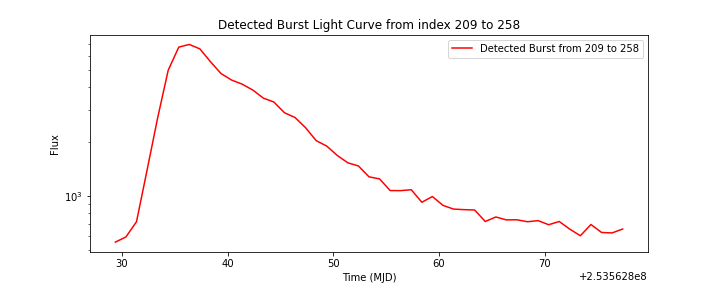 Detected Burst Light Curve from index 209 to 258
Detected Burst from 209 to 258
Flux
10³
30 40 50 60 70
Time (MJD)
+2.535628e8